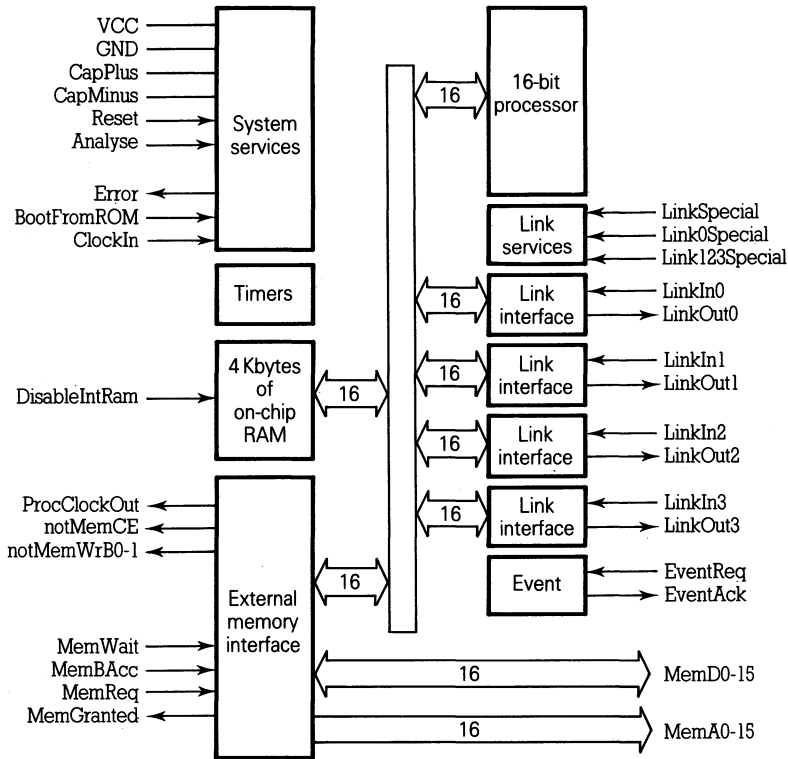 VCC
GND
CapPlus
CapMinus
Reset
Analyse
Error
BootFromROM
ClockIn
System
services
Timers
DisableIntRam
4 Kbytes
of
on-chip
RAM
16
ProcClockOut
notMemCE
notMemWrB0-1
MemWait
MemBAcc
MemReq
MemGranted
External
memory
interface
16
16
16-bit
processor
Link
services
LinkSpecial
Link0Special
Link123Special
16
Link
interface
LinkIn0
LinkOut0
16
Link
interface
LinkIn1
LinkOut1
16
Link
interface
LinkIn2
LinkOut2
16
Link
interface
LinkIn3
LinkOut3
Event
EventReq
EventAck
16
MemD0-15
16
MemA0-15